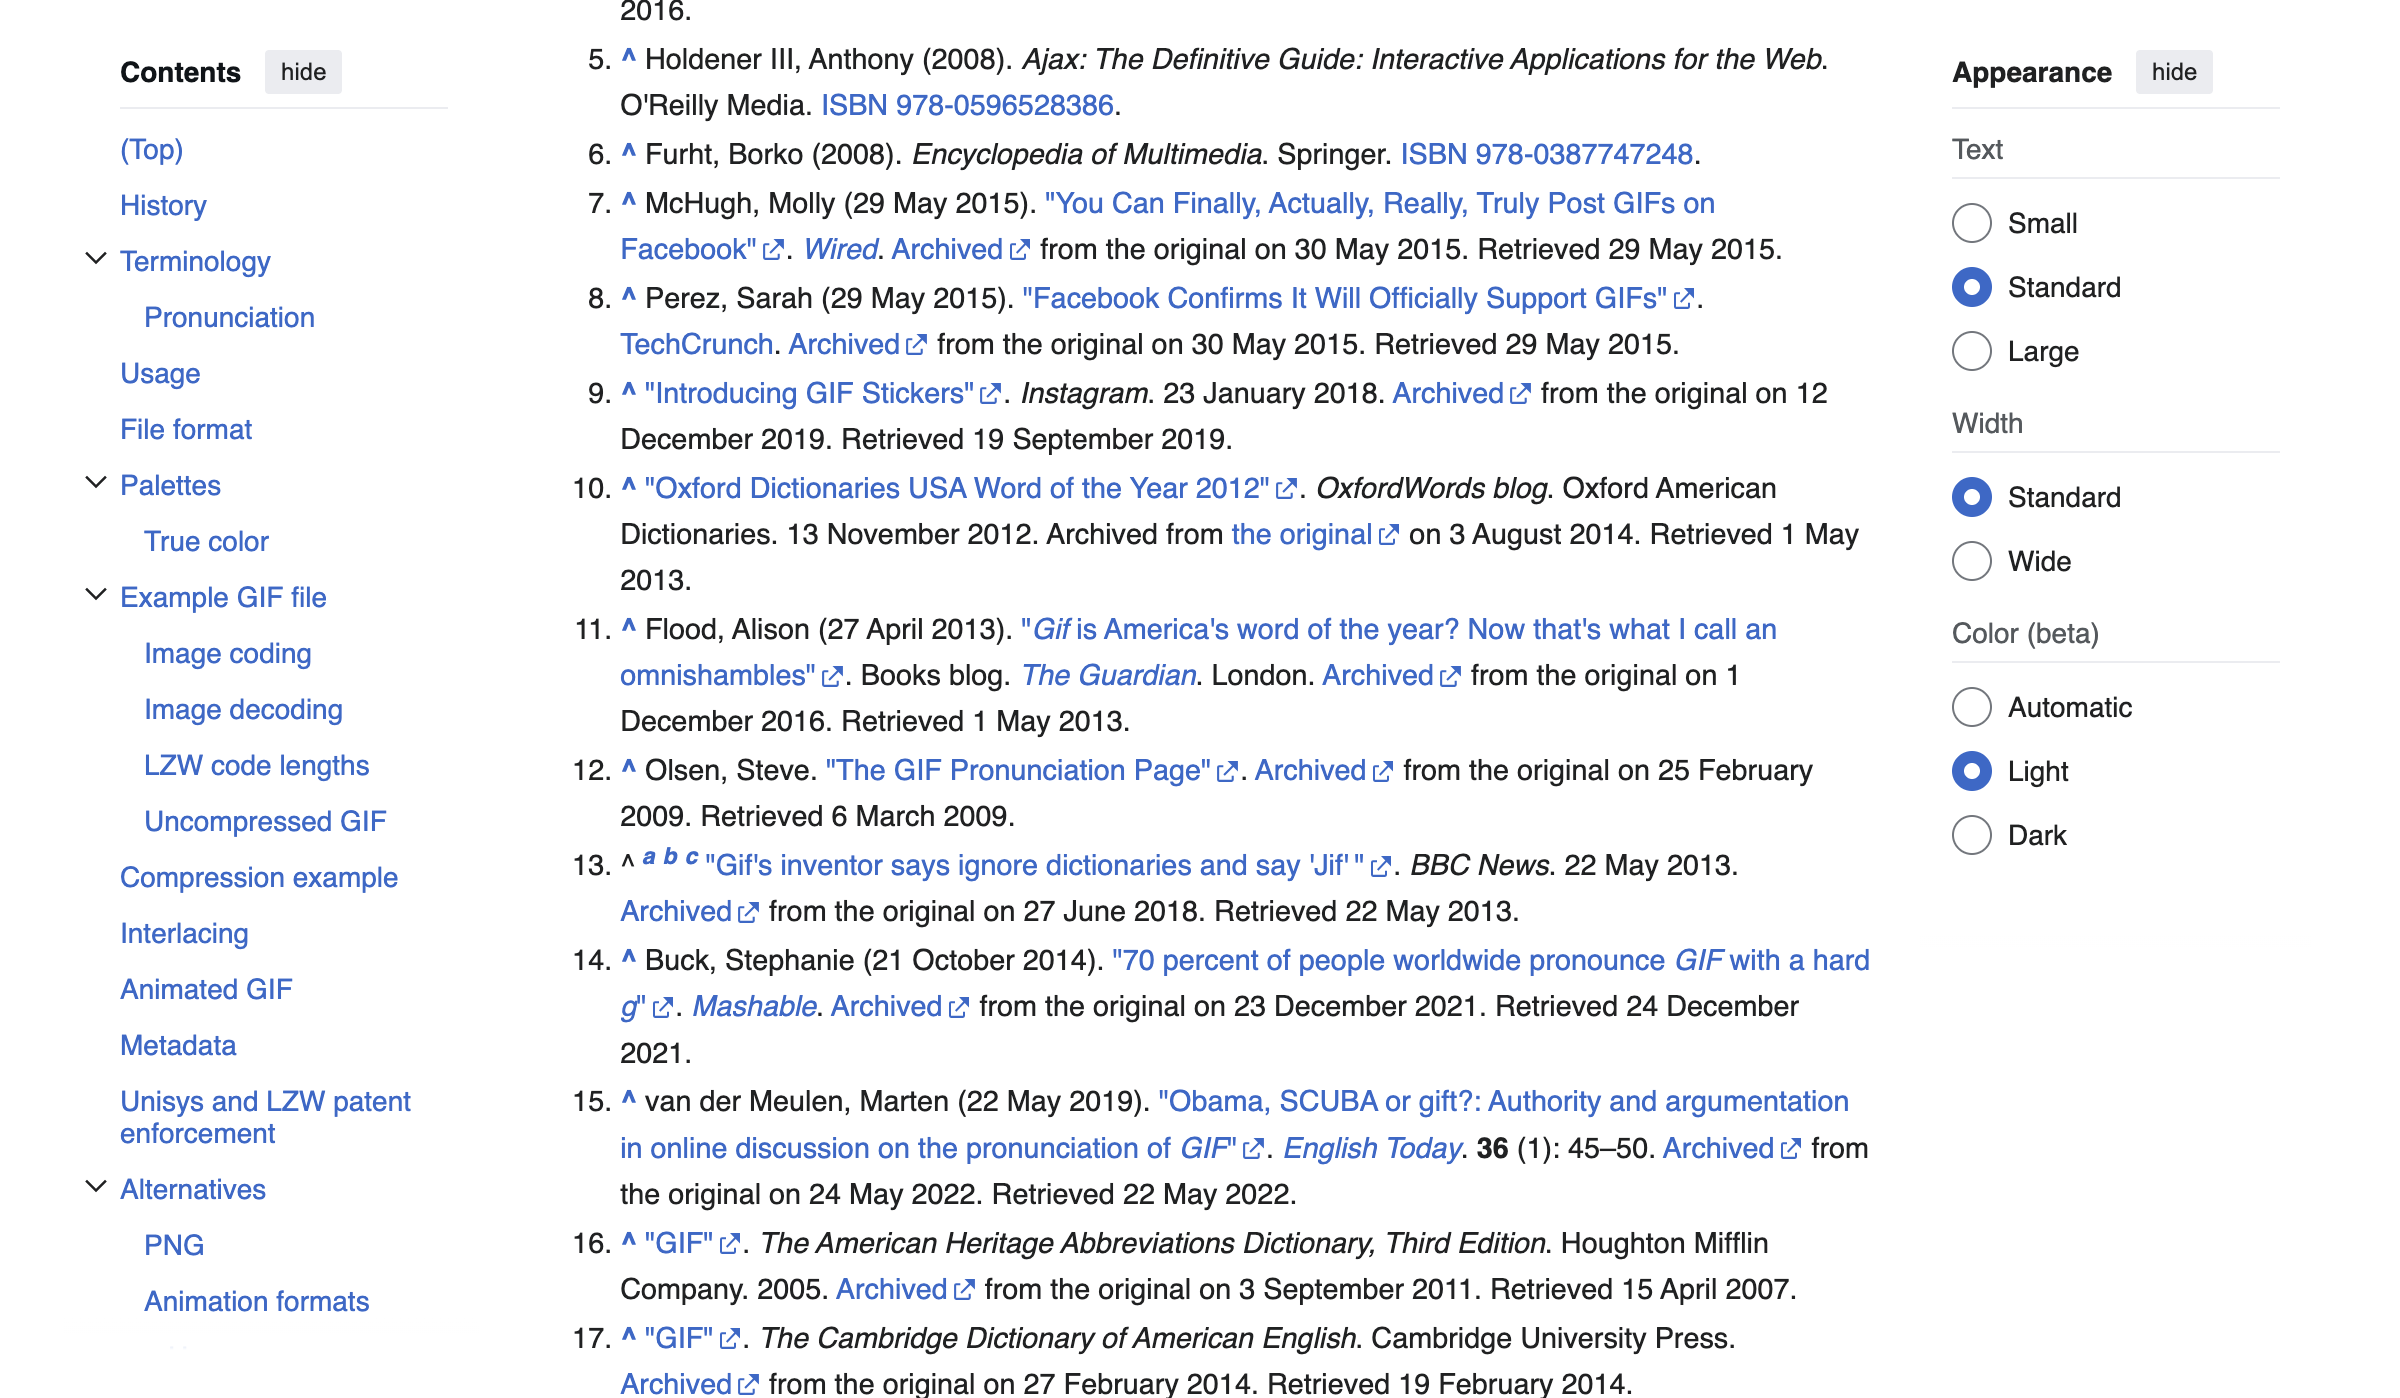 Contents hide
(Top)
History
Terminology
Pronunciation
Usage
File format
Palettes
True color
Example GIF file
Image coding
Image decoding
LZW code lengths
Uncompressed GIF
Compression example
Interlacing
Animated GIF
Metadata
Unisys and LZW patent
enforcement
Alternatives
PNG
Animation formats
2016.
5. ^ Holdener III, Anthony (2008). Ajax: The Definitive Guide: Interactive Applications for the Web.
O'Reilly Media. ISBN 978-0596528386.
6. ^ Furht, Borko (2008). Encyclopedia of Multimedia. Springer. ISBN 978-0387747248.
7. ^ McHugh, Molly (29 May 2015). "You Can Finally, Actually, Really, Truly Post GIFs on
Facebook". Wired. Archived from the original on 30 May 2015. Retrieved 29 May 2015.
8. ^ Perez, Sarah (29 May 2015). "Facebook Confirms It Will Officially Support GIFs".
TechCrunch. Archived from the original on 30 May 2015. Retrieved 29 May 2015.
9. ^ "Introducing GIF Stickers". Instagram. 23 January 2018. Archived from the original on 12
December 2019. Retrieved 19 September 2019.
10. ^ "Oxford Dictionaries USA Word of the Year 2012". OxfordWords blog. Oxford American
Dictionaries. 13 November 2012. Archived from the original on 3 August 2014. Retrieved 1 May
2013.
11. ^ Flood, Alison (27 April 2013). "Gif is America's word of the year? Now that's what I call an
omnishambles". Books blog. The Guardian. London. Archived from the original on 1
December 2016. Retrieved 1 May 2013.
12. ^ Olsen, Steve. "The GIF Pronunciation Page". Archived from the original on 25 February
2009. Retrieved 6 March 2009.
13. ^ a b c "Gif's inventor says ignore dictionaries and say 'Jif' ". BBC News. 22 May 2013.
Archived from the original on 27 June 2018. Retrieved 22 May 2013.
14. ^ Buck, Stephanie (21 October 2014). "70 percent of people worldwide pronounce GIF with a hard
g". Mashable. Archived from the original on 23 December 2021. Retrieved 24 December
2021.
15. ^ van der Meulen, Marten (22 May 2019). "Obama, SCUBA or gift?: Authority and argumentation
in online discussion on the pronunciation of GIF". English Today. 36 (1): 45–50. Archived from
the original on 24 May 2022. Retrieved 22 May 2022.
16. ^ "GIF". The American Heritage Abbreviations Dictionary, Third Edition. Houghton Mifflin
Company. 2005. Archived from the original on 3 September 2011. Retrieved 15 April 2007.
17. ^ "GIF". The Cambridge Dictionary of American English. Cambridge University Press.
Archived from the original on 27 February 2014. Retrieved 19 February 2014.
Appearance hide
Text
Small
Standard
Large
Width
Standard
Wide
Color (beta)
Automatic
Light
Dark